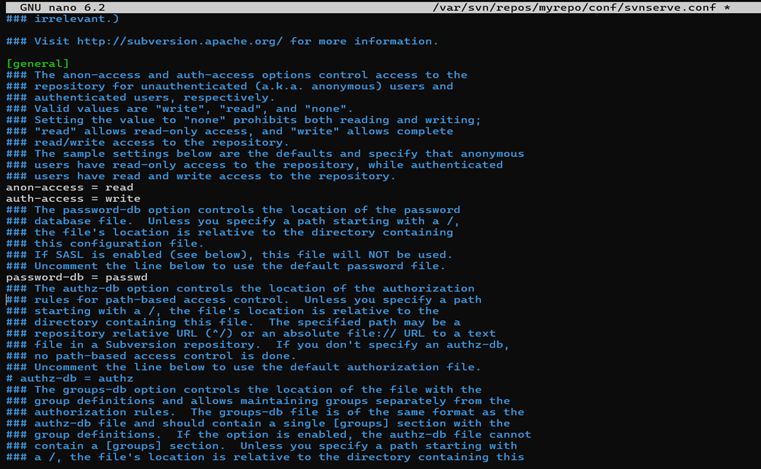 GNU nano 6.2 /var/svn/repos/myrepo/conf/svnserve.conf *
### irrelevant.)
### Visit http://subversion.apache.org/ for more information.
[general]
### The anon-access and auth-access options control access to the
### repository for unauthenticated (a.k.a. anonymous) users and
### authenticated users, respectively.
### Valid values are "write", "read", and "none".
### Setting the value to "none" prohibits both reading and writing;
### "read" allows read-only access, and "write" allows complete
### read/write access to the repository.
### The sample settings below are the defaults and specify that anonymous
### users have read-only access to the repository, while authenticated
### users have read and write access to the repository.
anon-access = read
auth-access = write
### The password-db option controls the location of the password
### database file.  Unless you specify a path starting with a /,
### the file's location is relative to the directory containing
### this configuration file.
### If SASL is enabled (see below), this file will NOT be used.
### Uncomment the line below to use the default password file.
password-db = passwd
### The authz-db option controls the location of the authorization
### rules for path-based access control.  Unless you specify a path
### starting with a /, the file's location is relative to the
### directory containing this file.  The specified path may be a
### repository relative URL (^/) or an absolute file:// URL to a text
### file in a Subversion repository.  If you don't specify an authz-db,
### no path-based access control is done.
### Uncomment the line below to use the default authorization file.
# authz-db = authz
### The groups-db option controls the location of the file with the
### group definitions and allows maintaining groups separately from the
### authorization rules.  The groups-db file is of the same format as the
### authz-db file and should contain a single [groups] section with the
### group definitions.  If the option is enabled, the authz-db file cannot
### contain a [groups] section.  Unless you specify a path starting with
### a /, the file's location is relative to the directory containing this